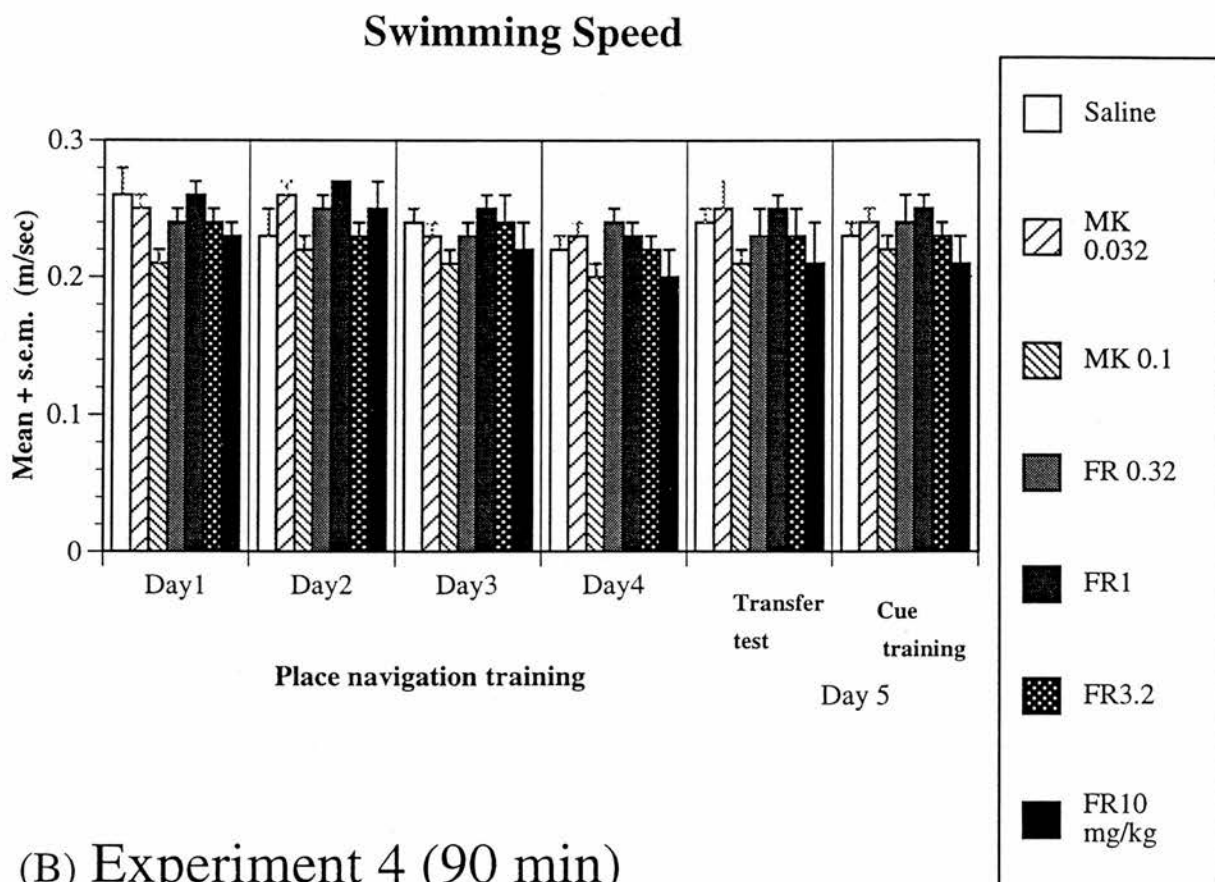 Swimming Speed
Mean + s.e.m. (m/sec)
0.3
0.2
0.1
0
Day1
Day2
Day3
Day4
Transfer
test
Cue
training
Place navigation training
Day 5
Saline
MK
0.032
MK 0.1
FR 0.32
FR1
FR3.2
FR10
mg/kg
(B) Experiment 4 (90 min)